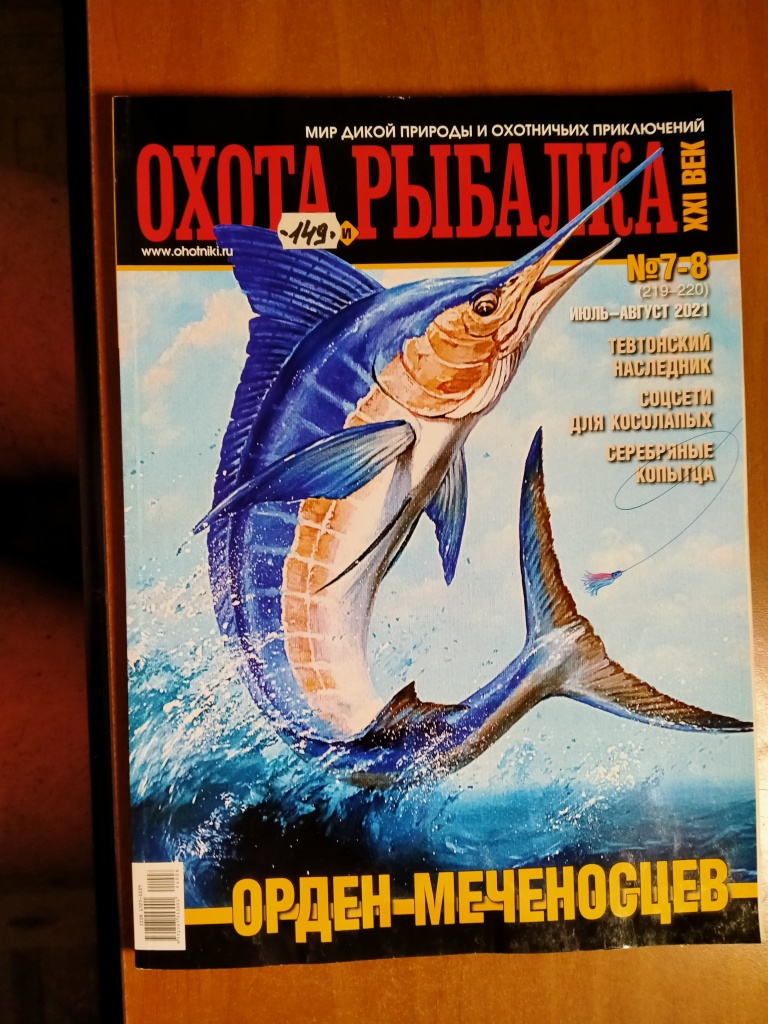 МИР ДИКОЙ ПРИРОДЫ И ОХОТНИЧЬИХ ПРИКЛЮЧЕНИЙ
ОХОТА РЫБАЛКА
XXI ВЕК
-149-
И
www.ohotniki.ru
№7-8
(219-220)
ИЮЛЬ-АВГУСТ 2021
ТЕВТОНСКИЙ
НАСЛЕДНИК
СОЦСЕТИ
ДЛЯ КОСОЛАПЫХ
СЕРЕБРЯНЫЕ
КОПЫТЦА
ОРДЕН МЕЧЕНОСЦЕВ